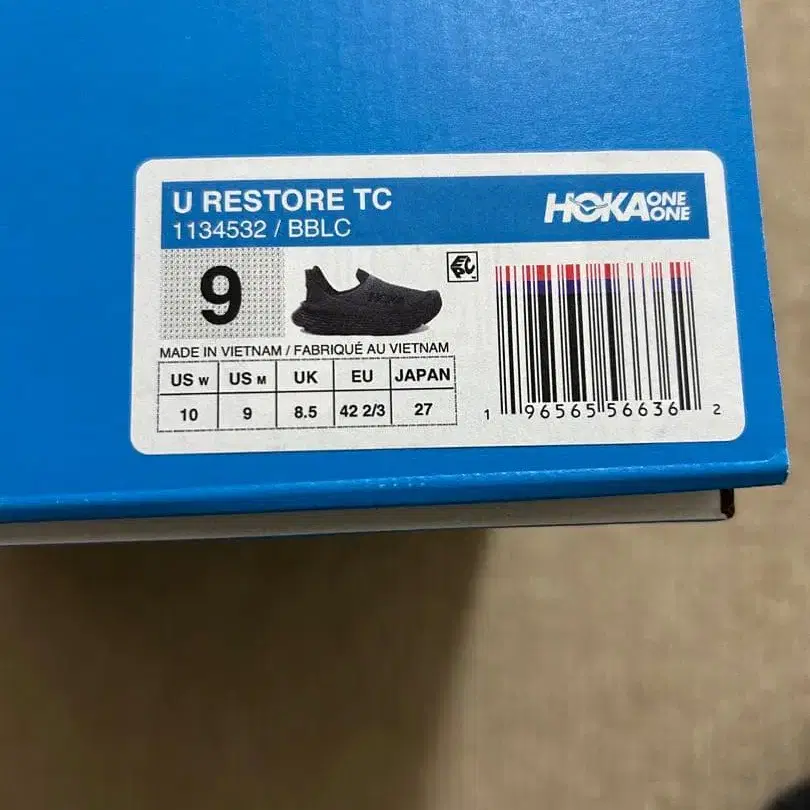 U RESTORE TC
1134532 / BBLC
HOKA ONE ONE
9
HOKA
MADE IN VIETNAM / FABRIQUÉ AU VIETNAM
US W US M UK EU JAPAN
10 9 8.5 42 2/3 27
1 96565 56636 2